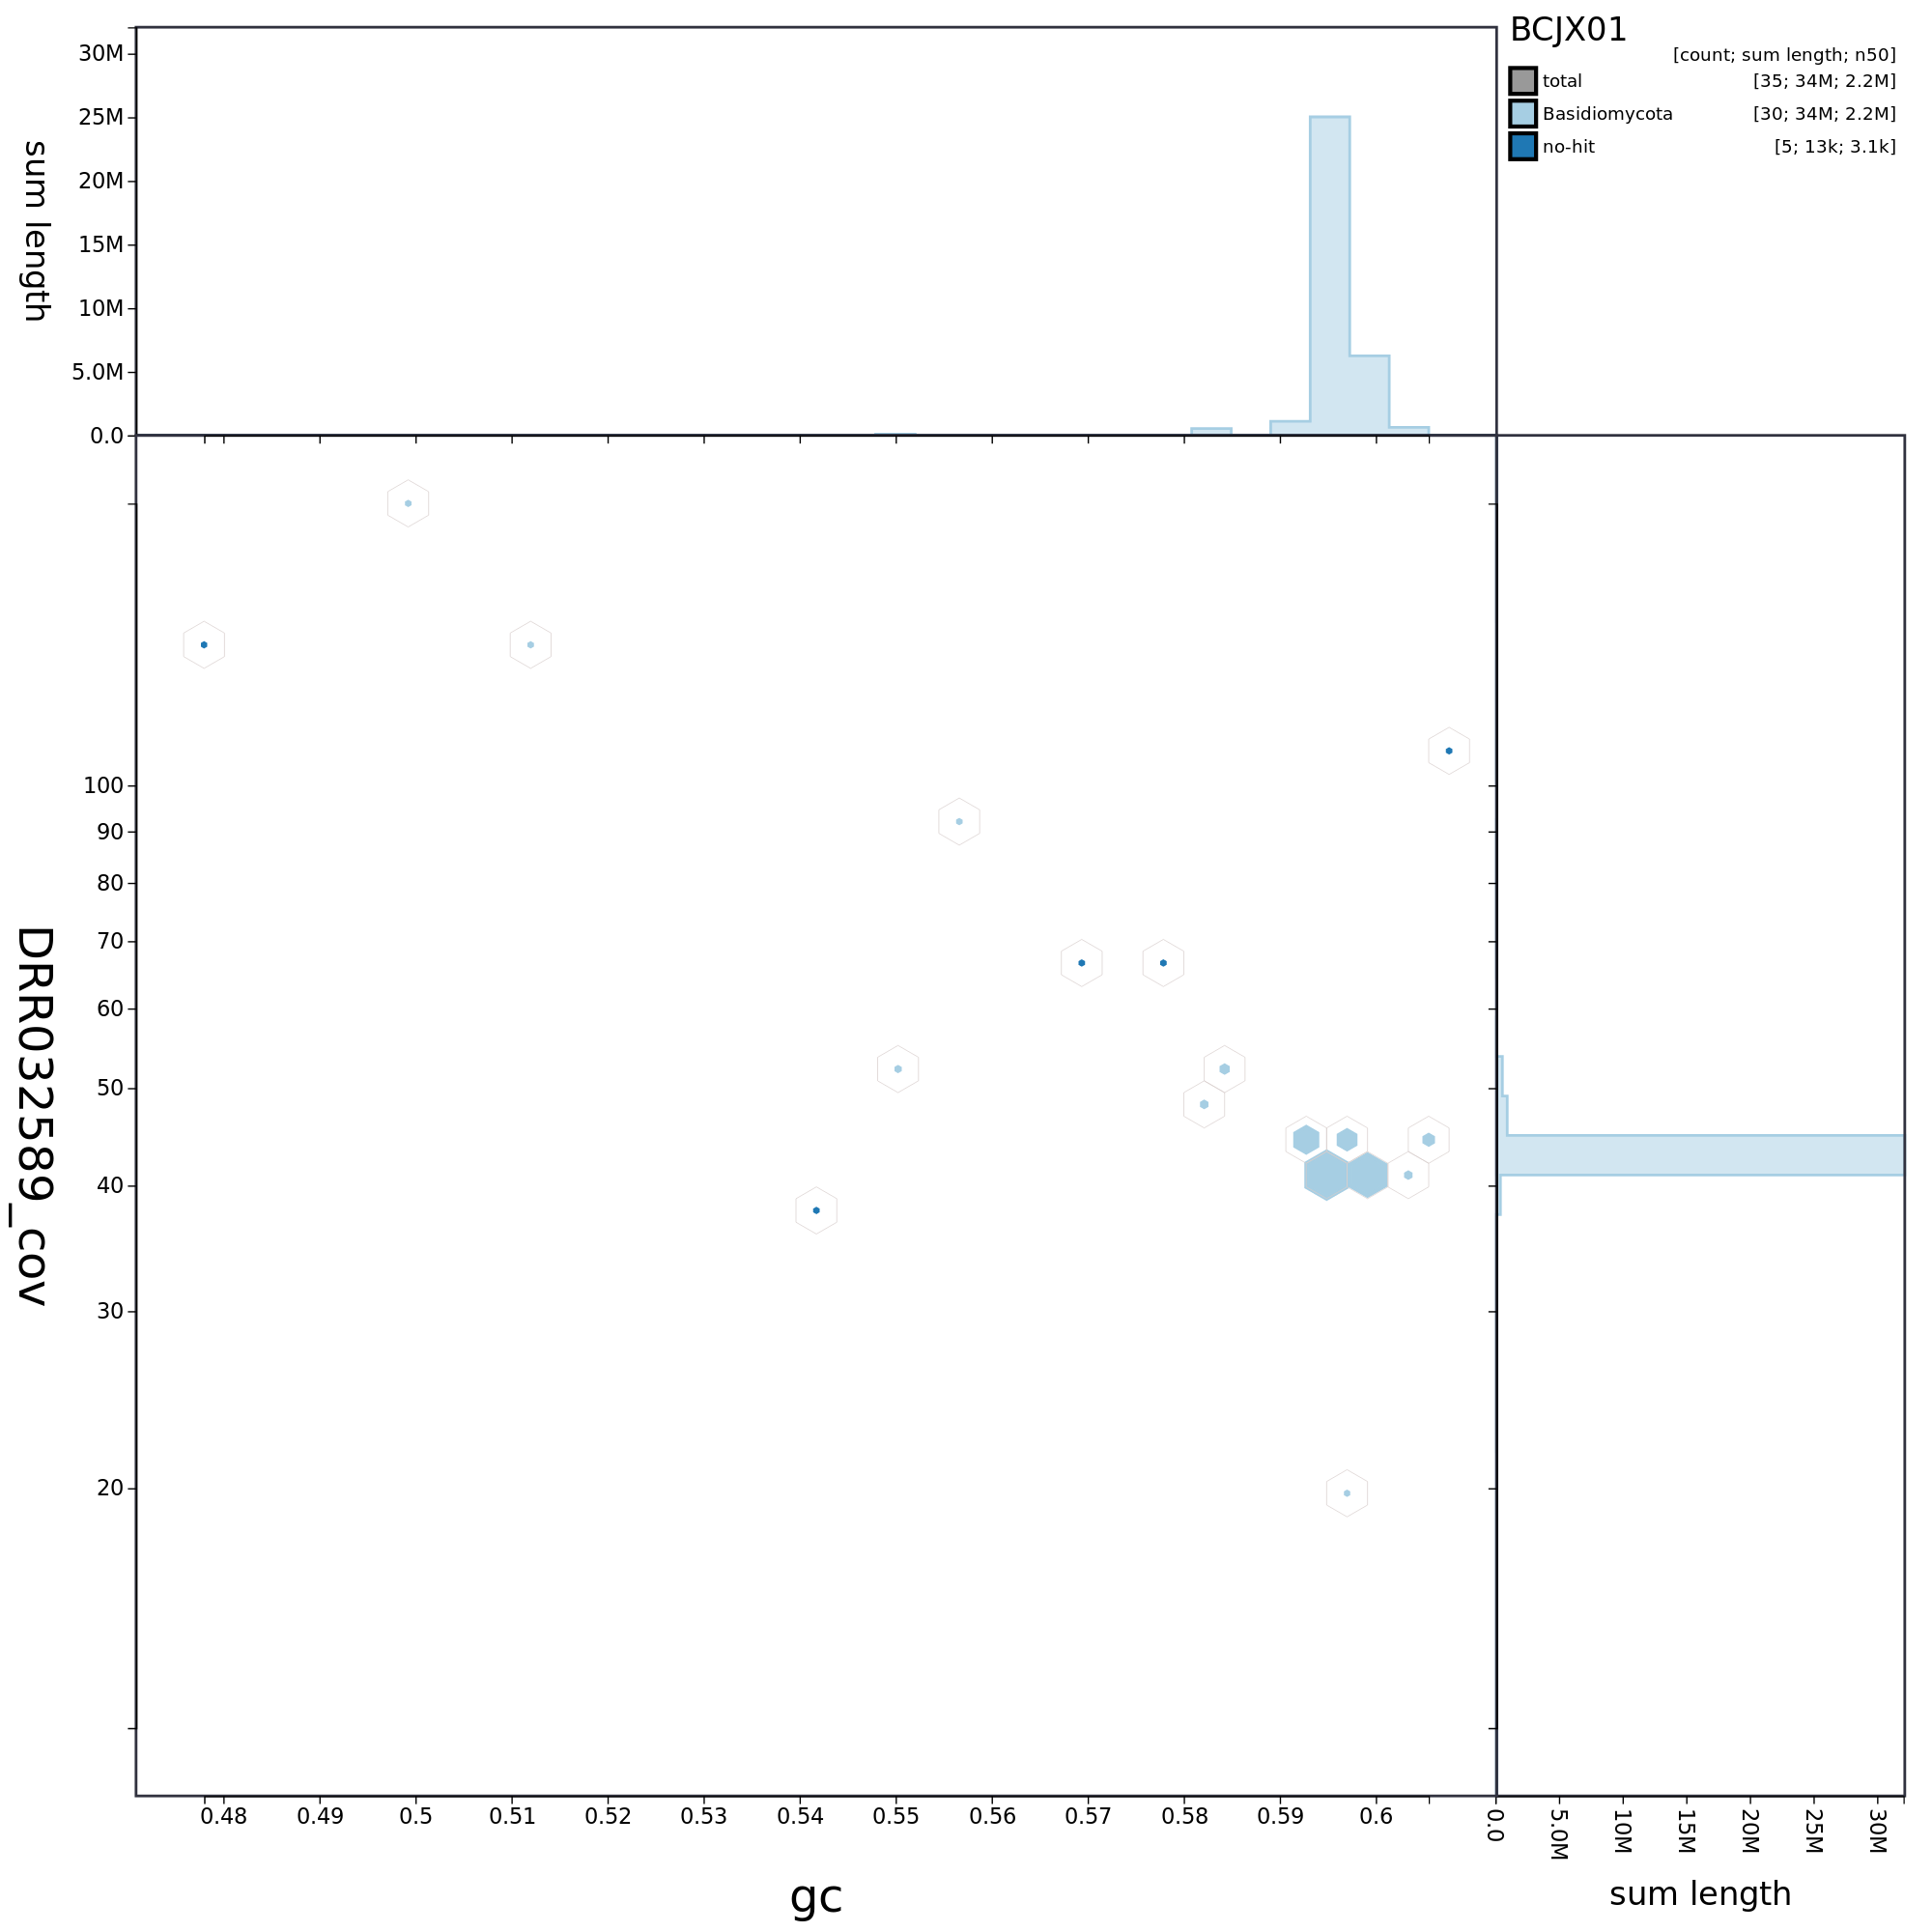 BCJX01
[count; sum length; n50]
total [35; 34M; 2.2M]
Basidiomycota [30; 34M; 2.2M]
no-hit [5; 13k; 3.1k]
sum length
30M
25M
20M
15M
10M
5.0M
0.0
DRR032589_cov
100
90
80
70
60
50
40
30
20
0.48 0.49 0.5 0.51 0.52 0.53 0.54 0.55 0.56 0.57 0.58 0.59 0.6
gc
0.0 5.0M 10M 15M 20M 25M 30M
sum length